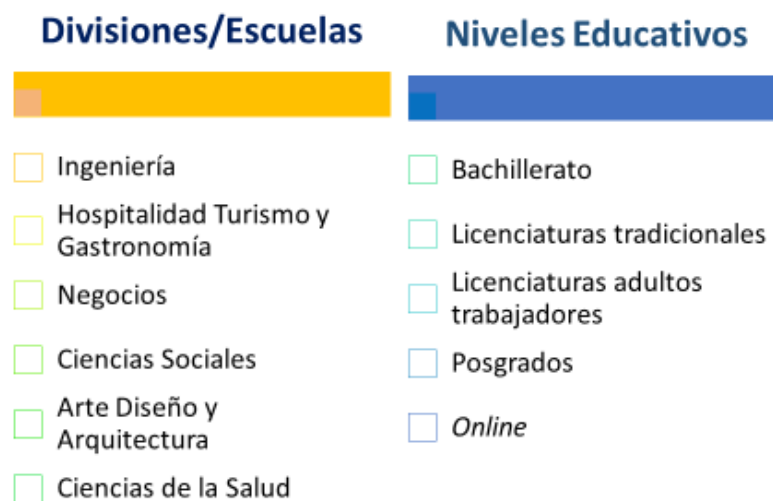 Divisiones/Escuelas
Ingeniería
Hospitalidad Turismo y
Gastronomía
Negocios
Ciencias Sociales
Arte Diseño y
Arquitectura
Ciencias de la Salud
Niveles Educativos
Bachillerato
Licenciaturas tradicionales
Licenciaturas adultos
trabajadores
Posgrados
Online